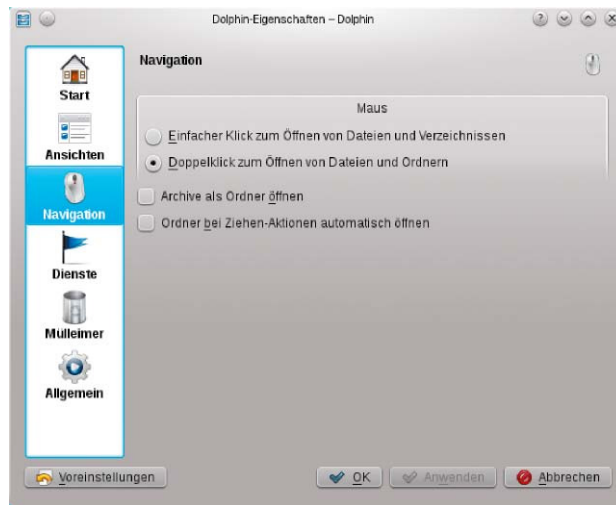 Dolphin-Eigenschaften – Dolphin
Start
Ansichten
Navigation
Dienste
Mülleimer
Allgemein
Navigation
Maus
Einfacher Klick zum Öffnen von Dateien und Verzeichnissen
Doppelklick zum Öffnen von Dateien und Ordnern
Archive als Ordner öffnen
Ordner bei Ziehen-Aktionen automatisch öffnen
Voreinstellungen
OK
Anwenden
Abbrechen